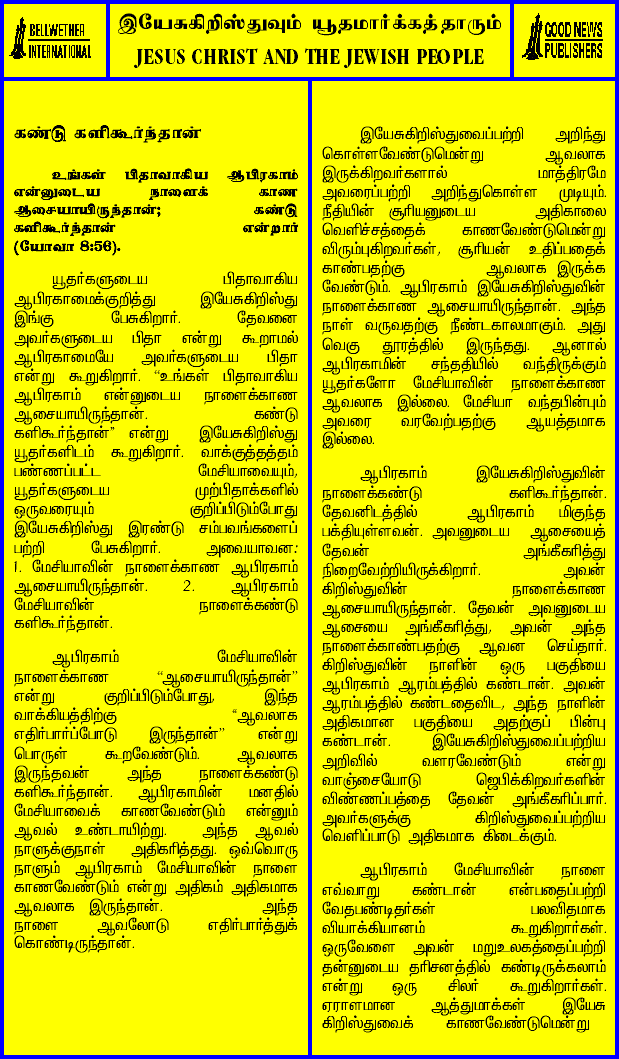 BELLWETHER
INTERNATIONAL
இயேசுகிறிஸ்துவும் யூதமார்க்கத்தாரும்
JESUS CHRIST AND THE JEWISH PEOPLE
GOOD NEWS
PUBLISHERS
கண்டு களிகூர்ந்தான்
உங்கள் பிதாவாகிய ஆபிரகாம்
என்னுடைய நாளைக் காண
ஆசையாயிருந்தான்; கண்டு
களிகூர்ந்தான் என்றார்
(யோவா 8:56).
யூதர்களுடைய பிதாவாகிய
ஆபிரகாமைக்குறித்து இயேசுகிறிஸ்து
இங்கு பேசுகிறார். தேவனை
அவர்களுடைய பிதா என்று கூறாமல்
ஆபிரகாமையே அவர்களுடைய பிதா
என்று கூறுகிறார். “உங்கள் பிதாவாகிய
ஆபிரகாம் என்னுடைய நாளைக்காண
ஆசையாயிருந்தான். கண்டு
களிகூர்ந்தான்” என்று இயேசுகிறிஸ்து
யூதர்களிடம் கூறுகிறார். வாக்குத்தத்தம்
பண்ணப்பட்ட மேசியாவையும்,
யூதர்களுடைய முற்பிதாக்களில்
ஒருவரையும் குறிப்பிடும்போது
இயேசுகிறிஸ்து இரண்டு சம்பவங்களைப்
பற்றி பேசுகிறார். அவையாவன:
1. மேசியாவின் நாளைக்காண ஆபிரகாம்
ஆசையாயிருந்தான். 2. ஆபிரகாம்
மேசியாவின் நாளைக்கண்டு
களிகூர்ந்தான்.
ஆபிரகாம் மேசியாவின்
நாளைக்காண “ஆசையாயிருந்தான்”
என்று குறிப்பிடும்போது, இந்த
வாக்கியத்திற்கு “ஆவலாக
எதிர்பார்ப்போடு இருந்தான்” என்று
பொருள் கூறவேண்டும். ஆவலாக
இருந்தவன் அந்த நாளைக்கண்டு
களிகூர்ந்தான். ஆபிரகாமின் மனதில்
மேசியாவைக் காணவேண்டும் என்னும்
ஆவல் உண்டாயிற்று. அந்த ஆவல்
நாளுக்குநாள் அதிகரித்தது. ஒவ்வொரு
நாளும் ஆபிரகாம் மேசியாவின் நாளை
காணவேண்டும் என்று அதிகம் அதிகமாக
ஆவலாக இருந்தான். அந்த
நாளை ஆவலோடு எதிர்பார்த்துக்
கொண்டிருந்தான்.
இயேசுகிறிஸ்துவைப்பற்றி அறிந்து
கொள்ளவேண்டுமென்று ஆவலாக
இருக்கிறவர்களால் மாத்திரமே
அவரைப்பற்றி அறிந்துகொள்ள முடியும்.
நீதியின் சூரியனுடைய அதிகாலை
வெளிச்சத்தைக் காணவேண்டுமென்று
விரும்புகிறவர்கள், சூரியன் உதிப்பதைக்
காண்பதற்கு ஆவலாக இருக்க
வேண்டும். ஆபிரகாம் இயேசுகிறிஸ்துவின்
நாளைக்காண ஆசையாயிருந்தான். அந்த
நாள் வருவதற்கு நீண்டகாலமாகும். அது
வெகு தூரத்தில் இருந்தது. ஆனால்
ஆபிரகாமின் சந்ததியில் வந்திருக்கும்
யூதர்களோ மேசியாவின் நாளைக்காண
ஆவலாக இல்லை. மேசியா வந்தபின்பும்
அவரை வரவேற்பதற்கு ஆயத்தமாக
இல்லை.
ஆபிரகாம் இயேசுகிறிஸ்துவின்
நாளைக்கண்டு களிகூர்ந்தான்.
தேவனிடத்தில் ஆபிரகாம் மிகுந்த
பக்தியுள்ளவன். அவனுடைய ஆசையைத்
தேவன் அங்கீகரித்து
நிறைவேற்றியிருக்கிறார். அவன்
கிறிஸ்துவின் நாளைக்காண
ஆசையாயிருந்தான். தேவன் அவனுடைய
ஆசையை அங்கீகரித்து, அவன் அந்த
நாளைக்காண்பதற்கு ஆவன செய்தார்.
கிறிஸ்துவின் நாளின் ஒரு பகுதியை
ஆபிரகாம் ஆரம்பத்தில் கண்டான். அவன்
ஆரம்பத்தில் கண்டதைவிட, அந்த நாளின்
அதிகமான பகுதியை அதற்குப் பின்பு
கண்டான். இயேசுகிறிஸ்துவைப்பற்றிய
அறிவில் வளரவேண்டும் என்று
வாஞ்சையோடு ஜெபிக்கிறவர்களின்
விண்ணப்பத்தை தேவன் அங்கீகரிப்பார்.
அவர்களுக்கு கிறிஸ்துவைப்பற்றிய
வெளிப்பாடு அதிகமாக கிடைக்கும்.
ஆபிரகாம் மேசியாவின் நாளை
எவ்வாறு கண்டான் என்பதைப்பற்றி
வேதபண்டிதர்கள் பலவிதமாக
வியாக்கியானம் கூறுகிறார்கள்.
ஒருவேளை அவன் மறுஉலகத்தைப்பற்றி
தன்னுடைய தரிசனத்தில் கண்டிருக்கலாம்
என்று ஒரு சிலர் கூறுகிறார்கள்.
ஏராளமான ஆத்துமாக்கள் இயேசு
கிறிஸ்துவைக் காணவேண்டுமென்று